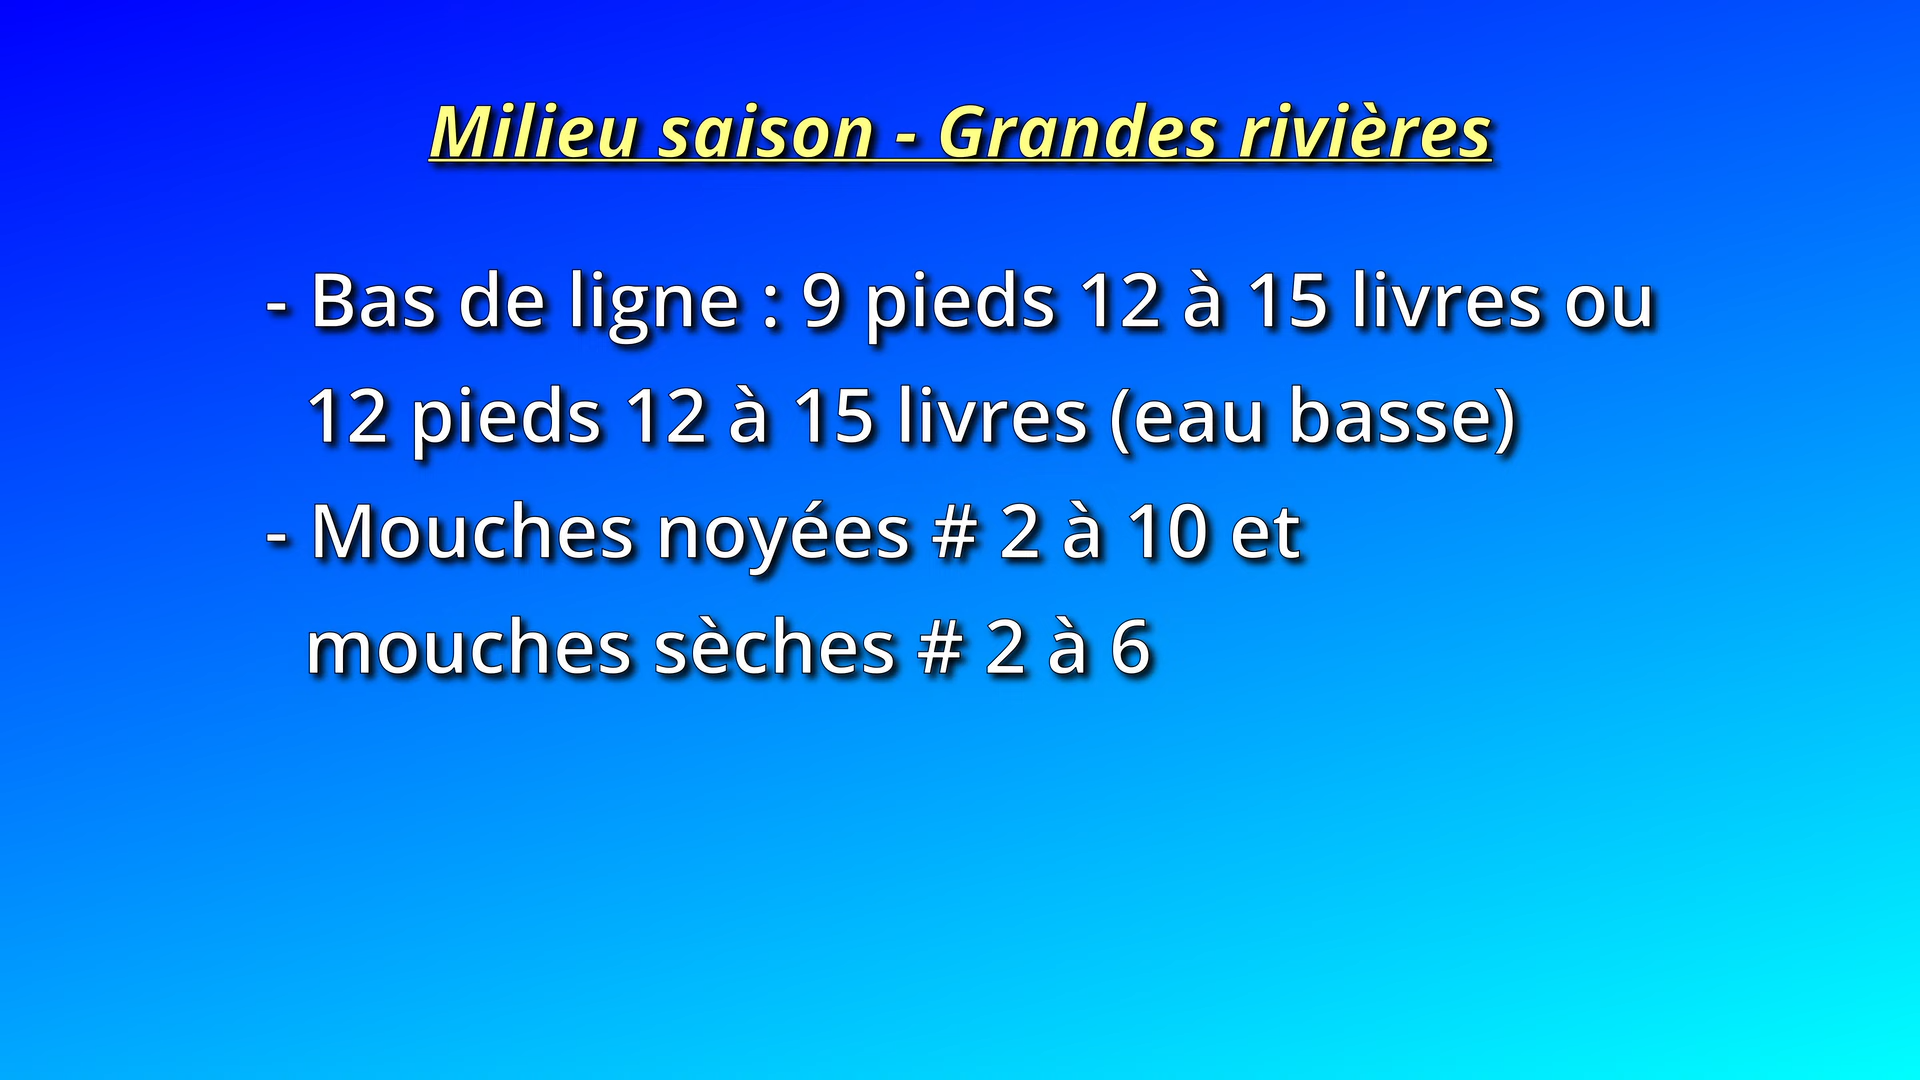 Milieu saison - Grandes rivières
- Bas de ligne : 9 pieds 12 à 15 livres ou
12 pieds 12 à 15 livres (eau basse)
- Mouches noyées # 2 à 10 et
mouches sèches # 2 à 6